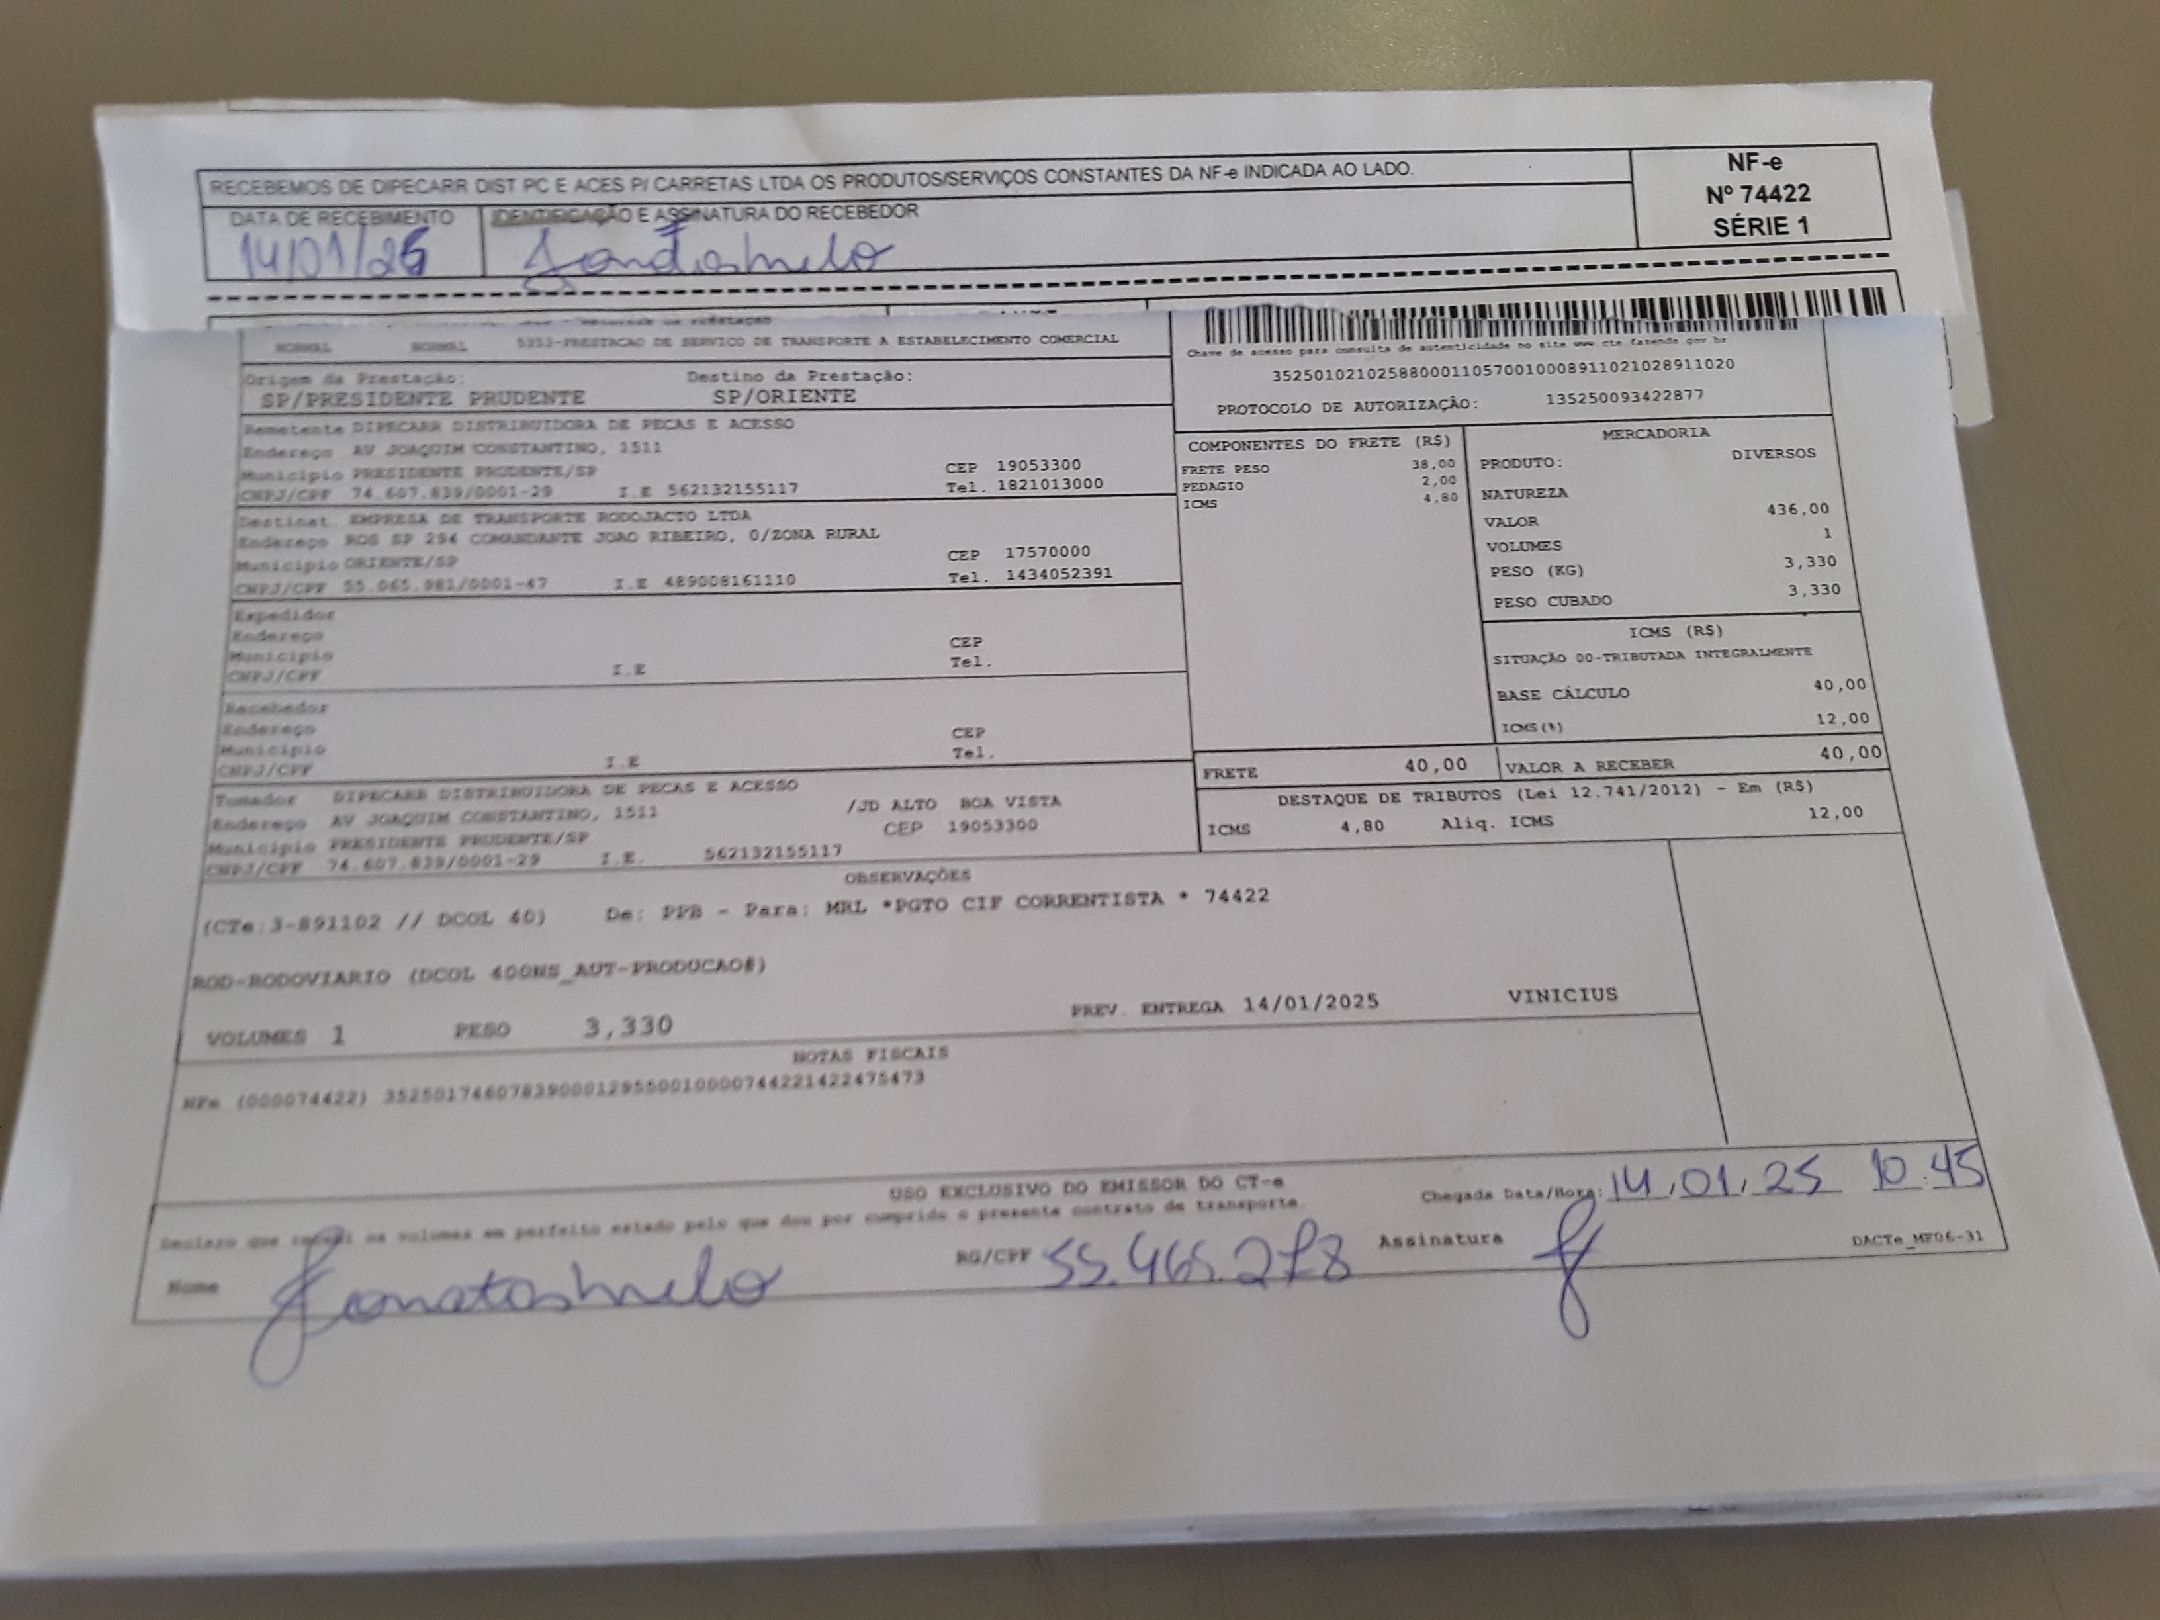 RECEBEMOS DE DIPECARR DIST PC E ACES P/ CARRETAS LTDA OS PRODUTOS/SERVIÇOS CONSTANTES DA NF-e INDICADA AO LADO.
NF-e
Nº 74422
SÉRIE 1
DATA DE RECEBIMENTO
IDENTIFICAÇÃO E ASSINATURA DO RECEBEDOR
14/01/25
NORMAL NORMAL 5353-PRESTACAO DE SERVICO DE TRANSPORTE A ESTABELECIMENTO COMERCIAL
Chave de acesso para consulta de autenticidade no site www.cte.fazenda.gov.br
35250102102588000110570010008911021028911020
PROTOCOLO DE AUTORIZAÇÃO: 135250093422877
Origem da Prestação: Destino da Prestação:
SP/PRESIDENTE PRUDENTE SP/ORIENTE
Remetente DIPECARR DISTRIBUIDORA DE PECAS E ACESSO
Endereço AV JOAQUIM CONSTANTINO, 1511
Município PRESIDENTE PRUDENTE/SP CEP 19053300
CNPJ/CPF 74.607.839/0001-29 I.E 562132155117 Tel. 1821013000
Destinat. EMPRESA DE TRANSPORTE RODOJACTO LTDA
Endereço ROS SP 294 COMANDANTE JOAO RIBEIRO, 0/ZONA RURAL
Município ORIENTE/SP CEP 17570000
CNPJ/CPF 55.065.981/0001-47 I.E 489008161110 Tel. 1434052391
Expedidor
Endereço
Município CEP
CNPJ/CPF I.E Tel.
Recebedor
Endereço
Município CEP
CNPJ/CPF I.E Tel.
Tomador DIPECARR DISTRIBUIDORA DE PECAS E ACESSO
Endereço AV JOAQUIM CONSTANTINO, 1511 /JD ALTO BOA VISTA
Município PRESIDENTE PRUDENTE/SP CEP 19053300
CNPJ/CPF 74.607.839/0001-29 I.E. 562132155117
COMPONENTES DO FRETE (R$)
FRETE PESO 38,00
PEDAGIO 2,00
ICMS 4,80
MERCADORIA
PRODUTO: DIVERSOS
NATUREZA
VALOR 436,00
VOLUMES 1
PESO (KG) 3,330
PESO CUBADO 3,330
ICMS (R$)
SITUAÇÃO 00-TRIBUTADA INTEGRALMENTE
BASE CÁLCULO 40,00
ICMS(%) 12,00
FRETE 40,00 VALOR A RECEBER 40,00
DESTAQUE DE TRIBUTOS (Lei 12.741/2012) - Em (R$)
ICMS 4,80 Aliq. ICMS 12,00
OBSERVAÇÕES
(CTe:3-891102 // DCOL 40) De: PPB - Para: MRL *PGTO CIF CORRENTISTA * 74422
ROD-RODOVIARIO (DCOL 400NS_AUT-PRODUCAO#)
VOLUMES 1 PESO 3,330 PREV. ENTREGA 14/01/2025 VINICIUS
NOTAS FISCAIS
NFe (000074422) 35250174607839000129550010000744221422475473
USO EXCLUSIVO DO EMISSOR DO CT-e
Declaro que recebi os volumes em perfeito estado pelo que dou por cumprido o presente contrato de transporte.
Chegada Data/Hora: 14/01/25 10:45
Nome Jonatas Melo RG/CPF 55.465.278 Assinatura
DACTe_MF06-31